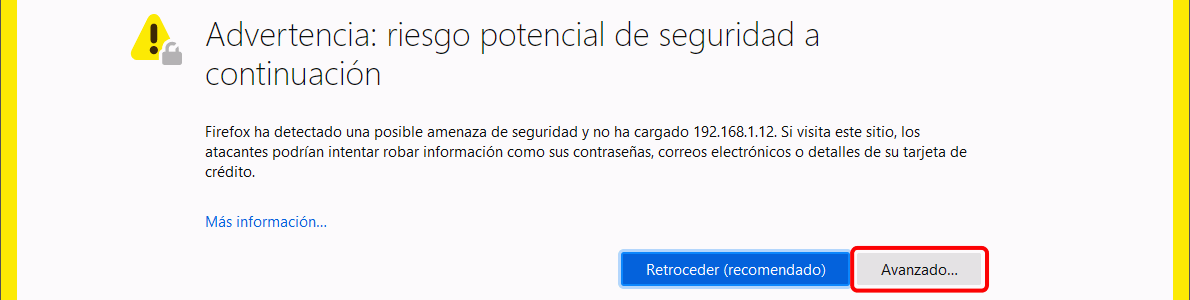 Advertencia: riesgo potencial de seguridad a
continuación
Firefox ha detectado una posible amenaza de seguridad y no ha cargado 192.168.1.12. Si visita este sitio, los
atacantes podrían intentar robar información como sus contraseñas, correos electrónicos o detalles de su tarjeta de
crédito.
Más información...
Retroceder (recomendado)
Avanzado...